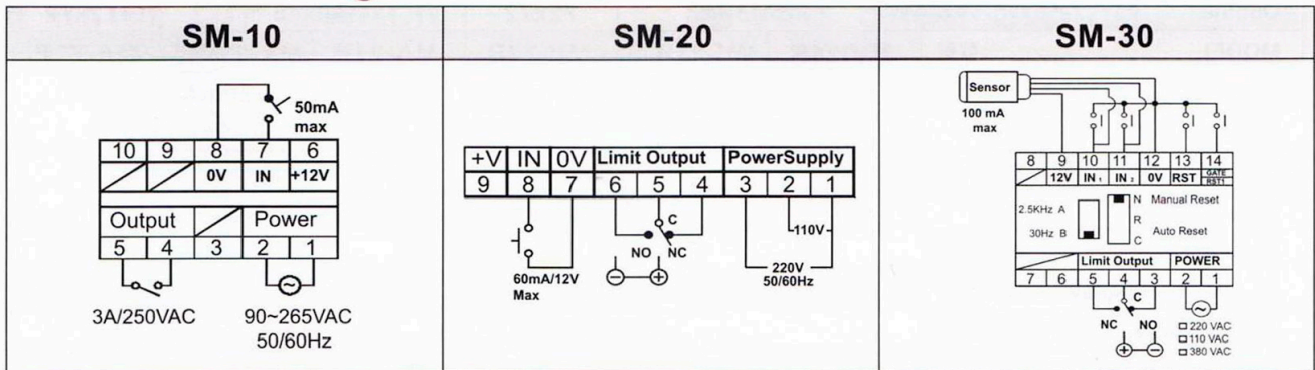 SM-10
SM-20
SM-30
50mA
max
10 9 8 7 6
0V IN +12V
Output Power
5 4 3 2 1
3A/250VAC
90~265VAC
50/60Hz
+V IN 0V Limit Output PowerSupply
9 8 7 6 5 4 3 2 1
C
NO NC
110V
220V
50/60Hz
60mA/12V
Max
Sensor
100 mA
max
8 9 10 11 12 13 14
12V IN 1 IN 2 0V RST GATE
RST1
2.5KHz A
30Hz B
N Manual Reset
R
C Auto Reset
Limit Output POWER
7 6 5 4 3 2 1
C
NC NO
220 VAC
110 VAC
380 VAC